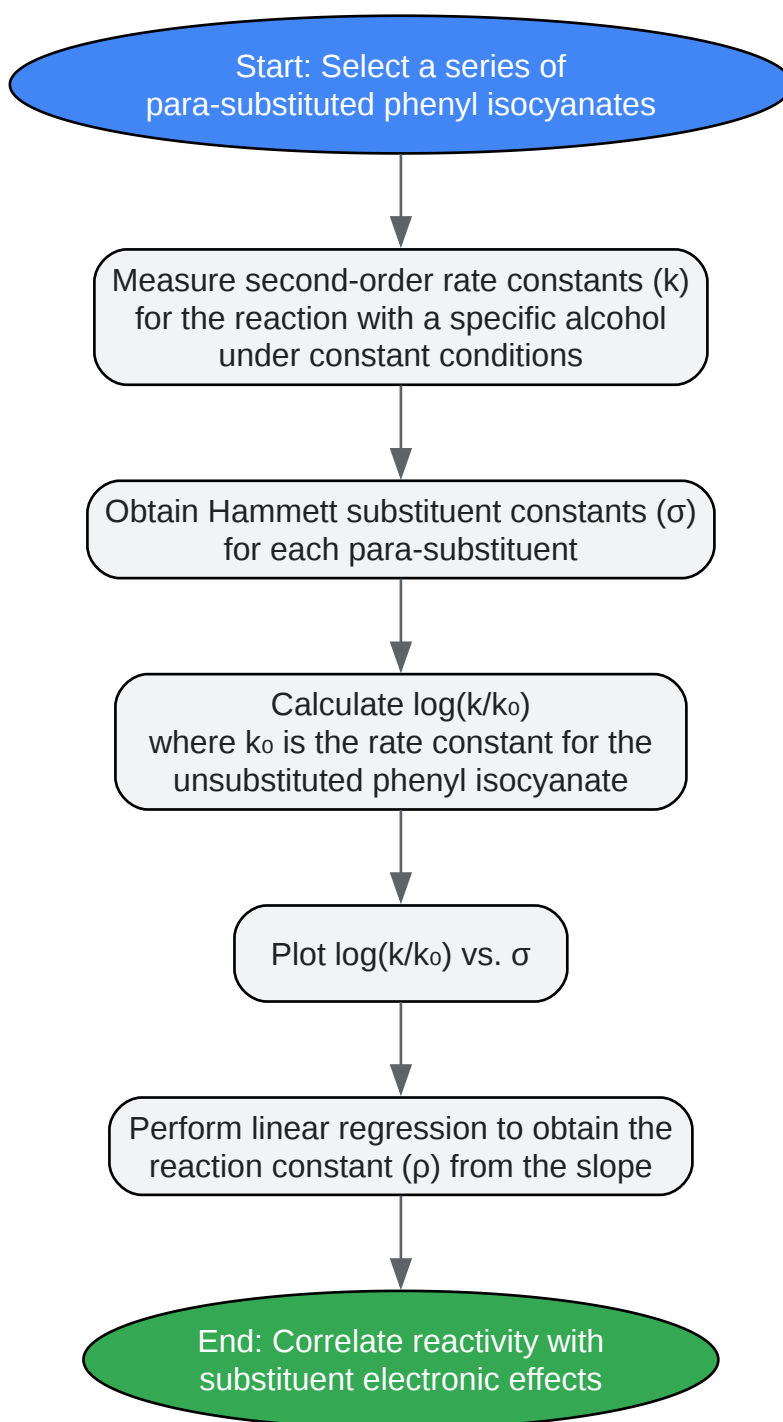 Start: Select a series of
para-substituted phenyl isocyanates
Measure second-order rate constants (k)
for the reaction with a specific alcohol
under constant conditions
Obtain Hammett substituent constants (σ)
for each para-substituent
Calculate log(k/k₀)
where k₀ is the rate constant for the
unsubstituted phenyl isocyanate
Plot log(k/k₀) vs. σ
Perform linear regression to obtain the
reaction constant (ρ) from the slope
End: Correlate reactivity with
substituent electronic effects